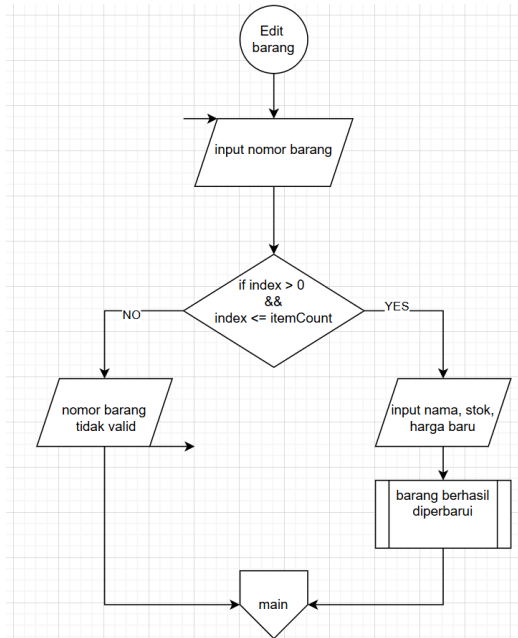 Edit
barang
input nomor barang
if index > 0
&&
index <= itemCount
NO
YES
nomor barang
tidak valid
input nama, stok,
harga baru
barang berhasil
diperbarui
main